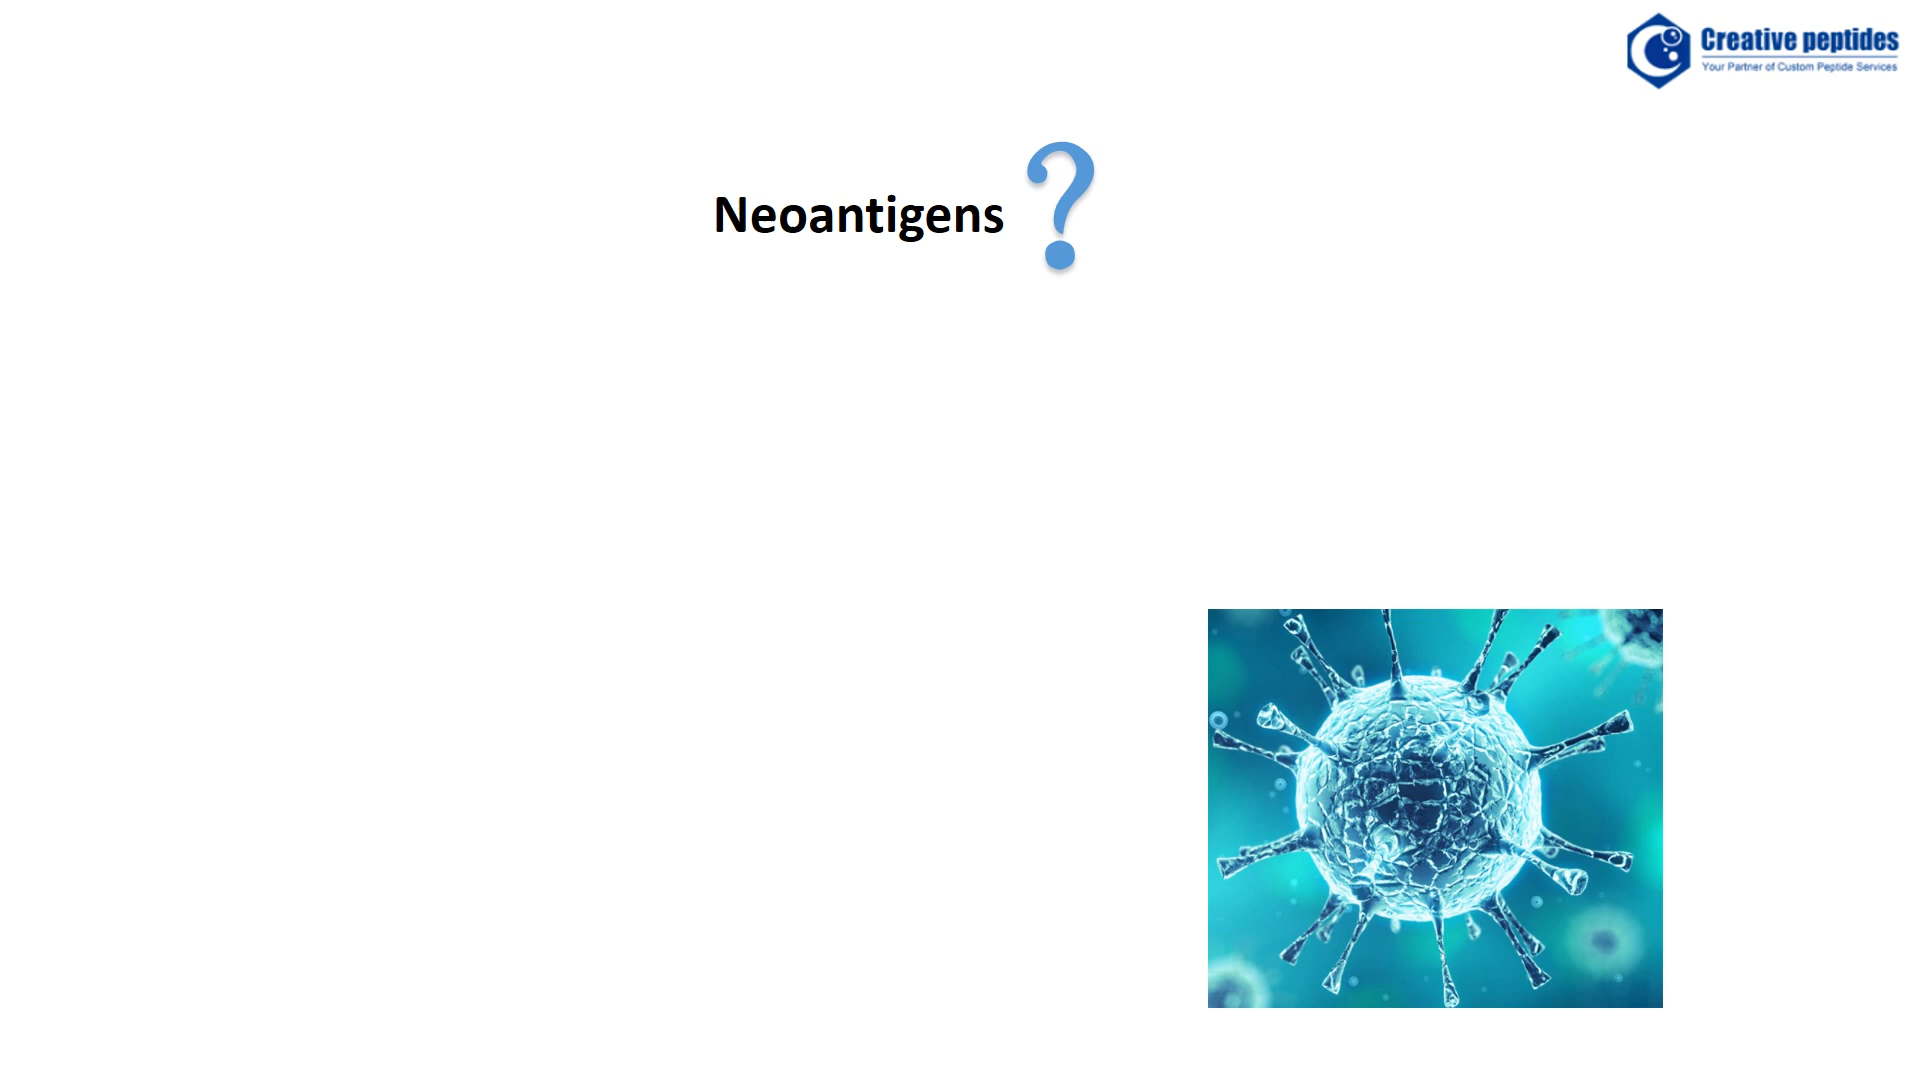 Creative peptides
Your Partner of Custom Peptide Services
Neoantigens ?